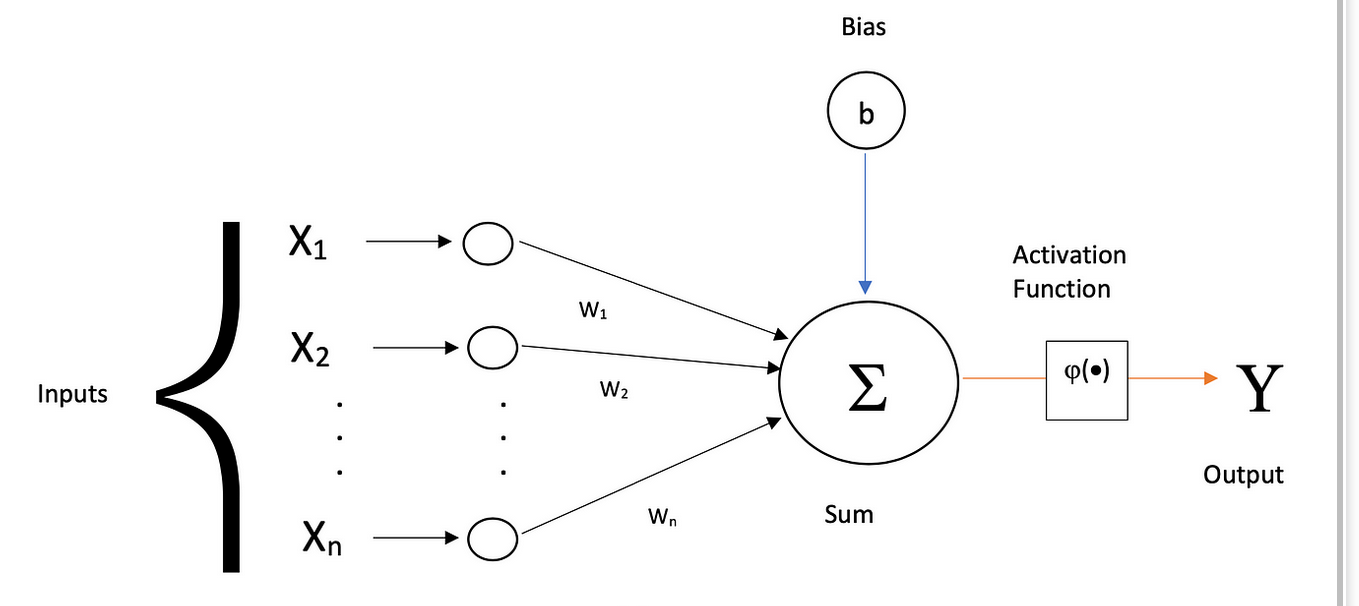 Bias
b
X₁
Activation
Function
W₁
X₂
Σ
φ(•)
Y
Inputs
W₂
Output
Wₙ
Sum
Xₙ